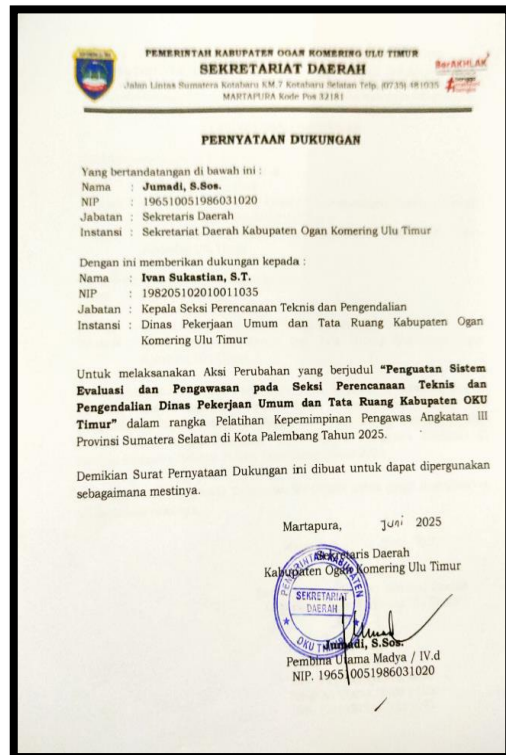 PEMERINTAH KABUPATEN OGAN KOMERING ULU TIMUR
SEKRETARIAT DAERAH
BerAKHLAK
Jalan Lintas Sumatera Kotabaru KM.7 Kotabaru Selatan Telp. (0735) 481035
MARTAPURA Kode Pos 32181
PERNYATAAN DUKUNGAN
Yang bertandatangan di bawah ini :
Nama : Jumadi, S.Sos.
NIP : 196510051986031020
Jabatan : Sekretaris Daerah
Instansi : Sekretariat Daerah Kabupaten Ogan Komering Ulu Timur
Dengan ini memberikan dukungan kepada :
Nama : Ivan Sukastian, S.T.
NIP : 198205102010011035
Jabatan : Kepala Seksi Perencanaan Teknis dan Pengendalian
Instansi : Dinas Pekerjaan Umum dan Tata Ruang Kabupaten Ogan
Komering Ulu Timur
Untuk melaksanakan Aksi Perubahan yang berjudul "Penguatan Sistem
Evaluasi dan Pengawasan pada Seksi Perencanaan Teknis dan
Pengendalian Dinas Pekerjaan Umum dan Tata Ruang Kabupaten OKU
Timur" dalam rangka Pelatihan Kepemimpinan Pengawas Angkatan III
Provinsi Sumatera Selatan di Kota Palembang Tahun 2025.
Demikian Surat Pernyataan Dukungan ini dibuat untuk dapat dipergunakan
sebagaimana mestinya.
Martapura, Juni 2025
Sekretaris Daerah
Kabupaten Ogan Komering Ulu Timur
PEMERINTAH KABUPATEN
SEKRETARIAT
DAERAH
OKU TIMUR
Jumadi, S.Sos.
Pembina Utama Madya / IV.d
NIP. 196510051986031020